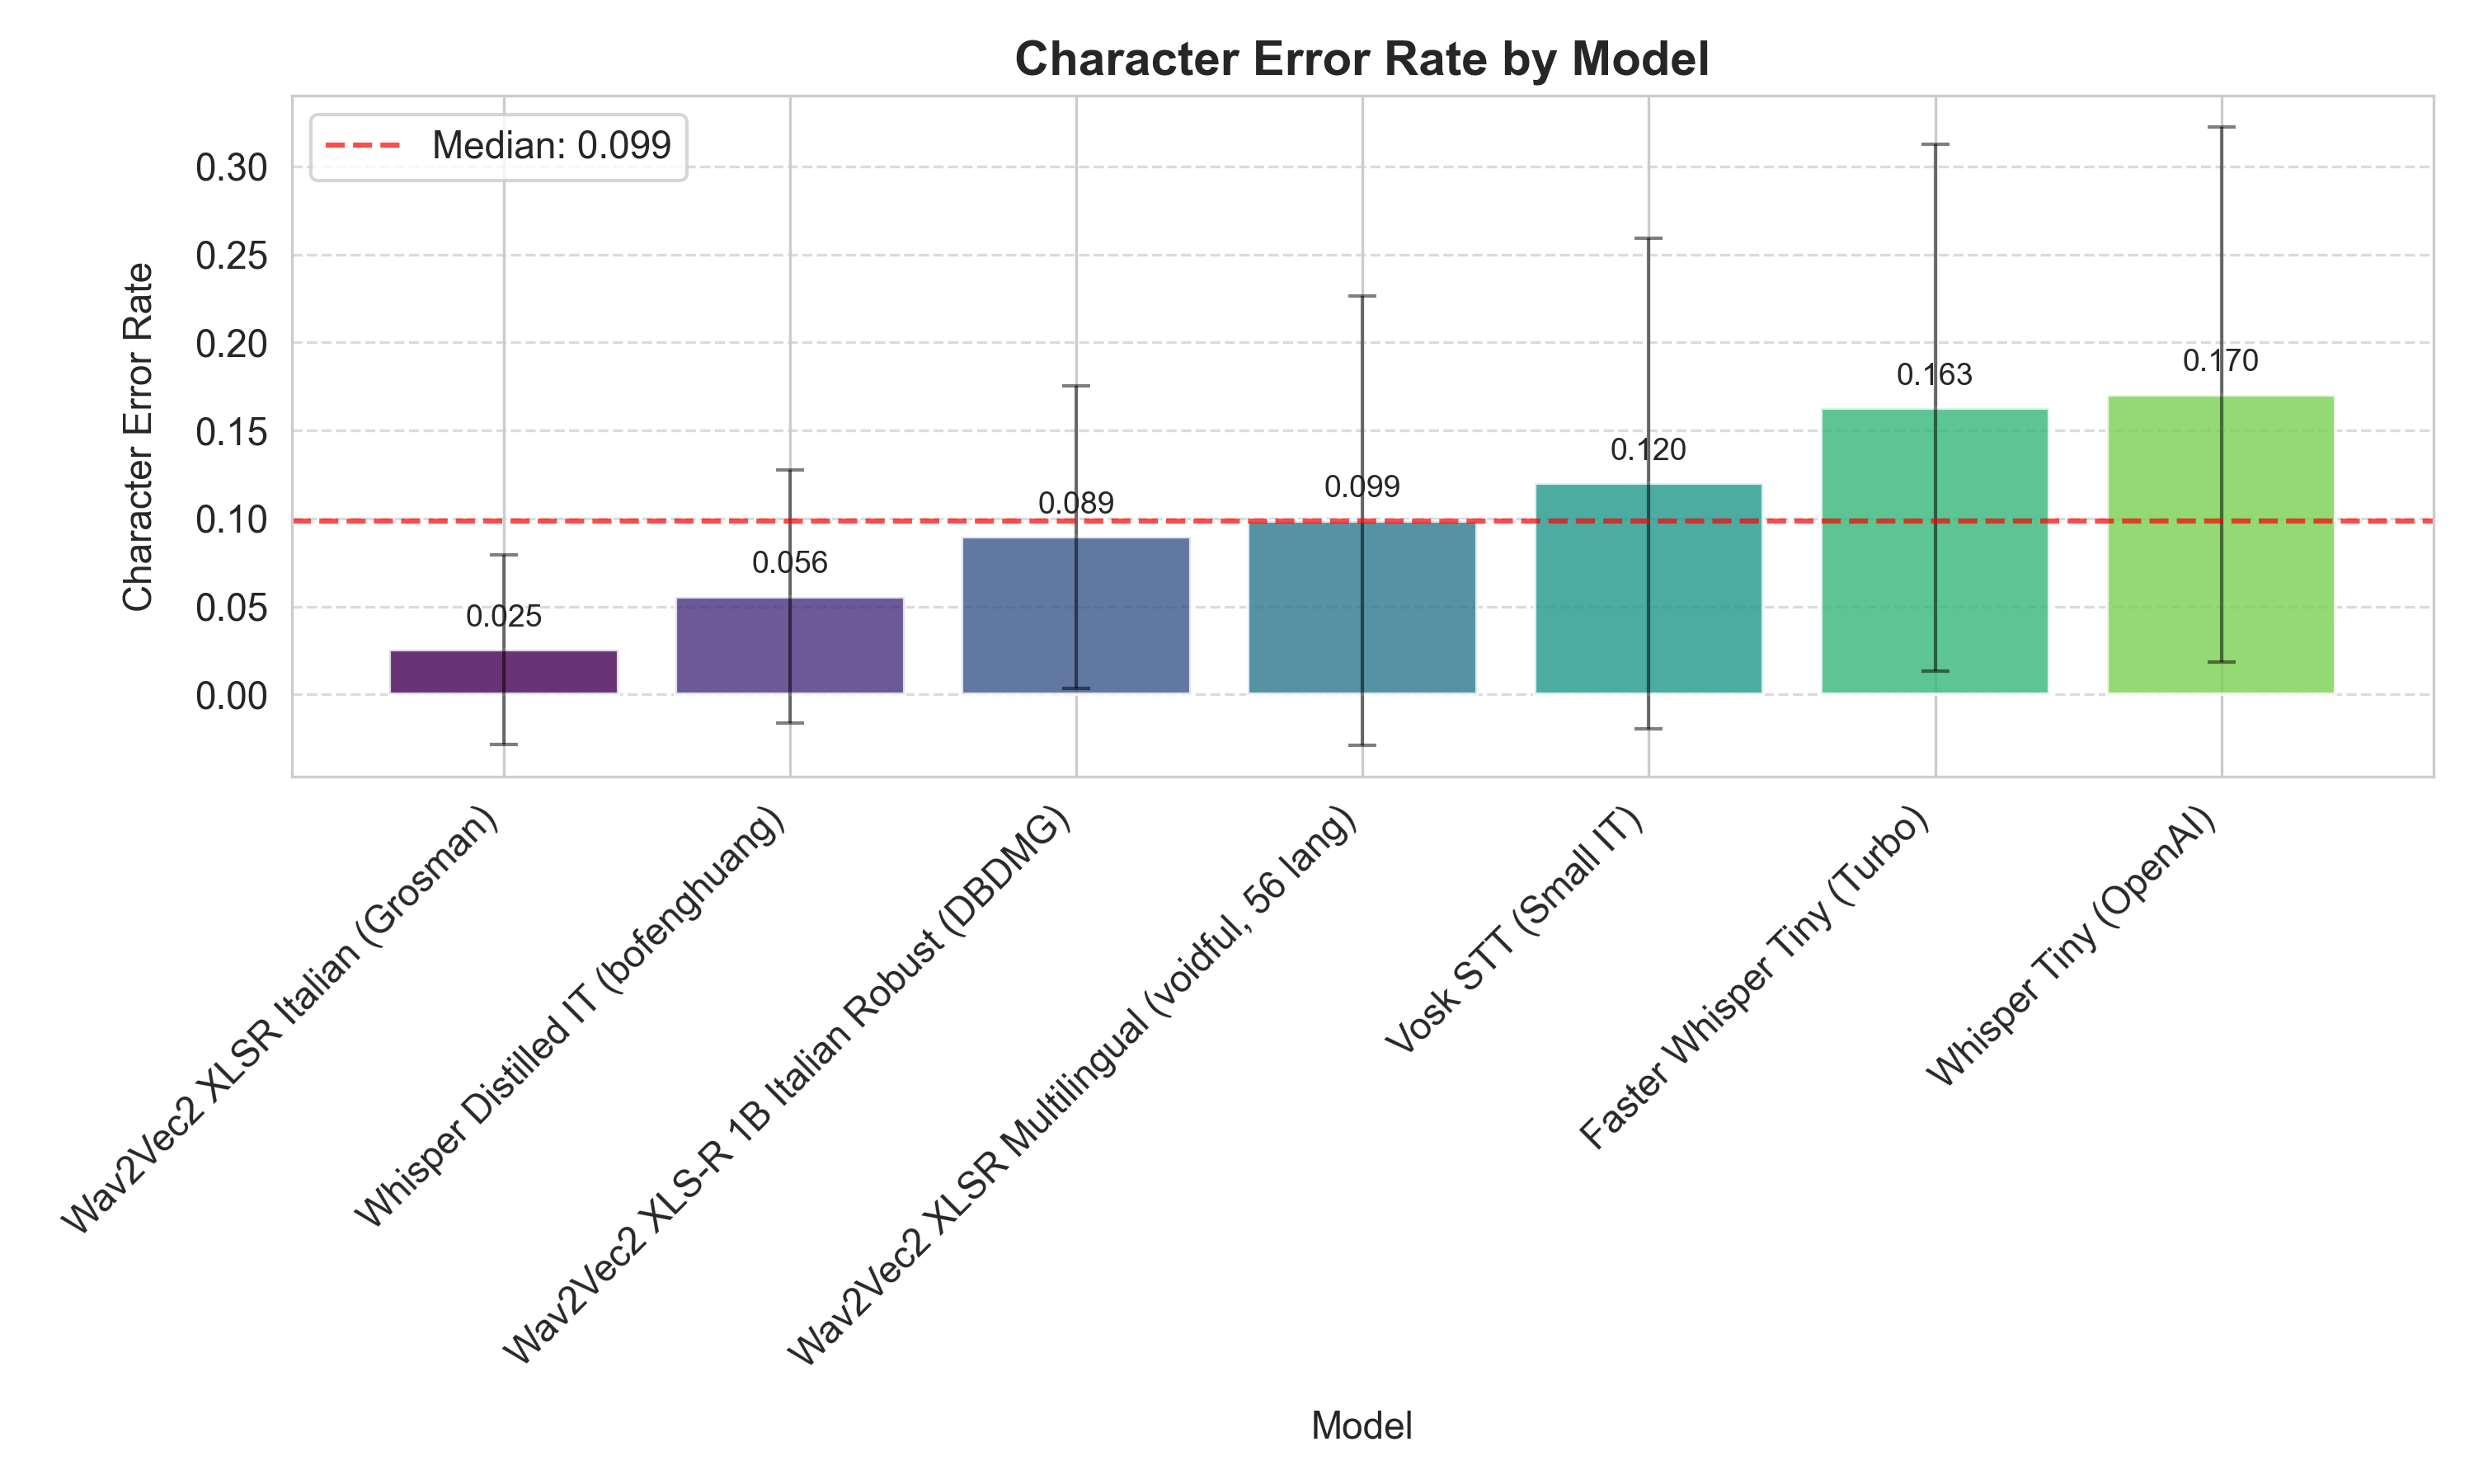 Character Error Rate by Model
Median: 0.099
Character Error Rate
0.30
0.25
0.20
0.15
0.10
0.05
0.00
0.025
0.056
0.089
0.099
0.120
0.163
0.170
Wav2Vec2 XLSR Italian (Grosman)
Whisper Distilled IT (bofenghuang)
Wav2Vec2 XLS-R 1B Italian Robust (DBDMG)
Wav2Vec2 XLSR Multilingual (voidful, 56 lang)
Vosk STT (Small IT)
Faster Whisper Tiny (Turbo)
Whisper Tiny (OpenAI)
Model